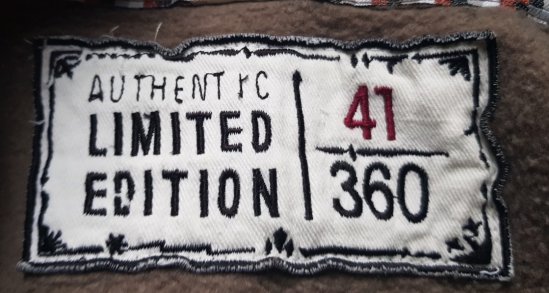 AUTHENTIC
LIMITED
EDITION
41
360